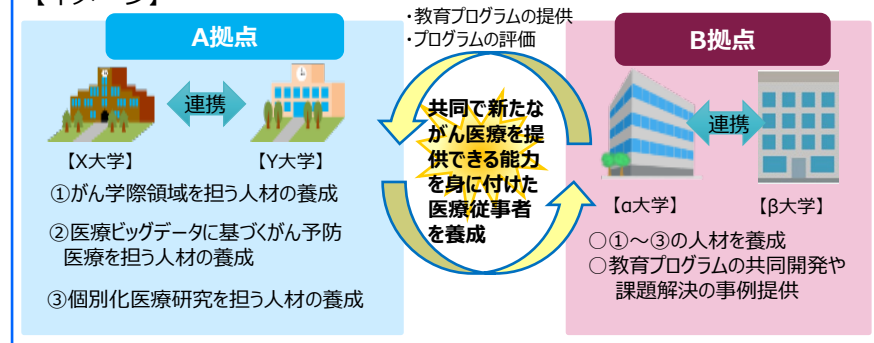 【イメージ】
・教育プログラムの提供
・プログラムの評価
A拠点
連携
【X大学】
【Y大学】
①がん学際領域を担う人材の養成
②医療ビッグデータに基づくがん予防
医療を担う人材の養成
③個別化医療研究を担う人材の養成
共同で新たな
がん医療を提
供できる能力
を身に付けた
医療従事者
を養成
B拠点
連携
【α大学】
【β大学】
○①～③の人材を養成
○教育プログラムの共同開発や
課題解決の事例提供